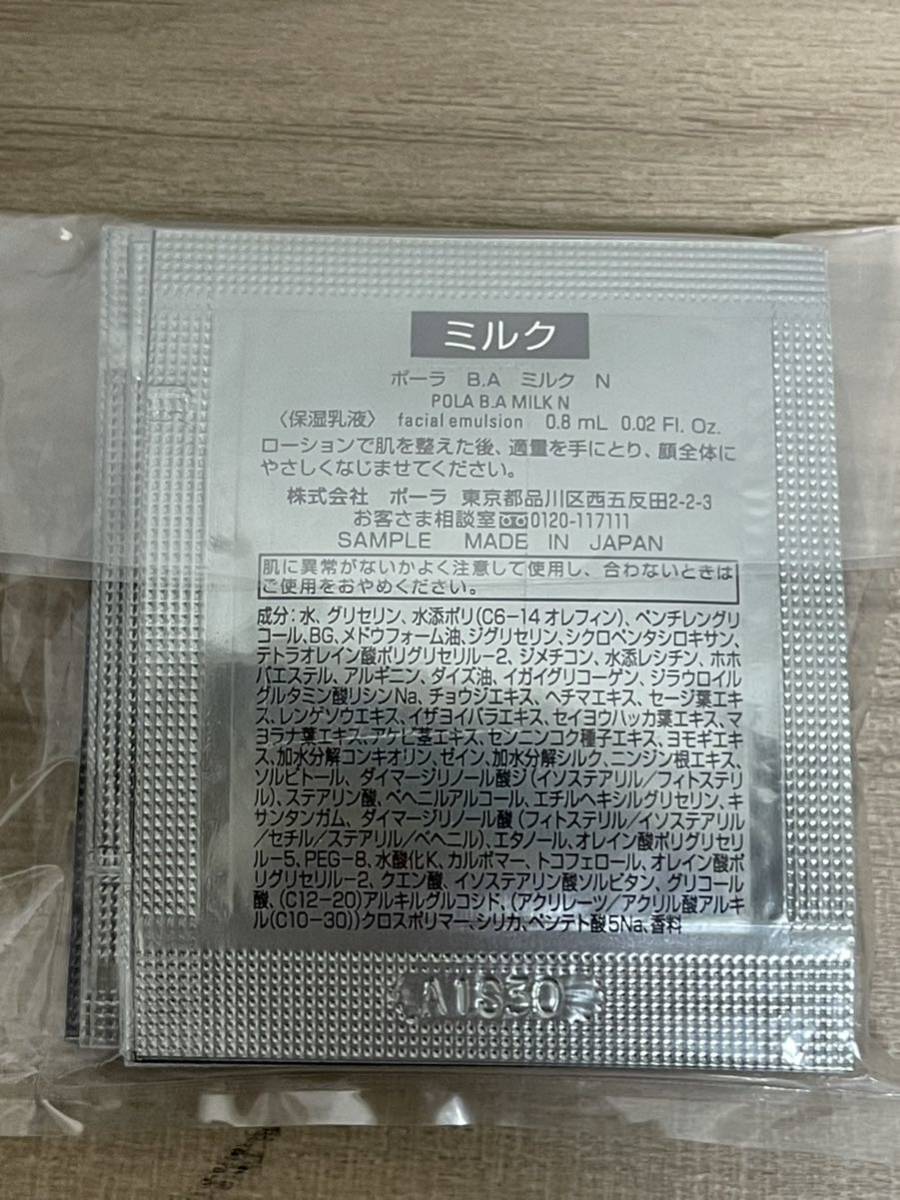 ミルク
ポーラ B.A ミルク N
POLA B.A MILK N
〈保湿乳液〉 facial emulsion 0.8 mL 0.02 Fl. Oz.
ローションで肌を整えた後、適量を手にとり、顔全体に
やさしくなじませてください。
株式会社 ポーラ 東京都品川区西五反田2-2-3
お客さま相談室 0120-117111
SAMPLE MADE IN JAPAN
肌に異常がないかよく注意して使用し、合わないときは
ご使用をおやめください。
成分:水、グリセリン、水添ポリ(C6-14オレフィン)、ペンチレングリ
コール、BG、メドウフォーム油、ジグリセリン、シクロペンタシロキサン、
テトラオレイン酸ポリグリセリル-2、ジメチコン、水添レシチン、ホホ
バエステル、アルギニン、ダイズ油、イガイグリコーゲン、ジラウロイル
グルタミン酸リシンNa、チョウジエキス、ヘチマエキス、セージ葉エキ
ス、レンゲソウエキス、イザヨイバラエキス、セイヨウハッカ葉エキス、マ
ヨラナ葉エキス、アケビ茎エキス、センニンコク種子エキス、ヨモギエキ
ス、加水分解コンキオリン、ゼイン、加水分解シルク、ニンジン根エキス、
ソルビトール、ダイマージリノール酸ジ(イソステアリル/フィトステリ
ル)、ステアリン酸、ベヘニルアルコール、エチルヘキシルグリセリン、キ
サンタンガム、ダイマージリノール酸(フィトステリル/イソステアリル
/セチル/ステアリル/ベヘニル)、エタノール、オレイン酸ポリグリセリ
ル-5、PEG-8、水酸化K、カルボマー、トコフェロール、オレイン酸ポ
リグリセリル-2、クエン酸、イソステアリン酸ソルビタン、グリコール
酸、(C12-20)アルキルグルコシド、(アクリレーツ/アクリル酸アルキ
ル(C10-30))クロスポリマー、シリカ、ペンテト酸5Na、香料
A1S30